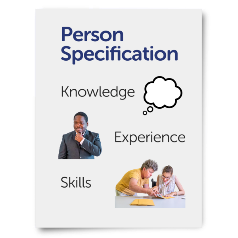 Person
Specification
Knowledge
Experience
Skills